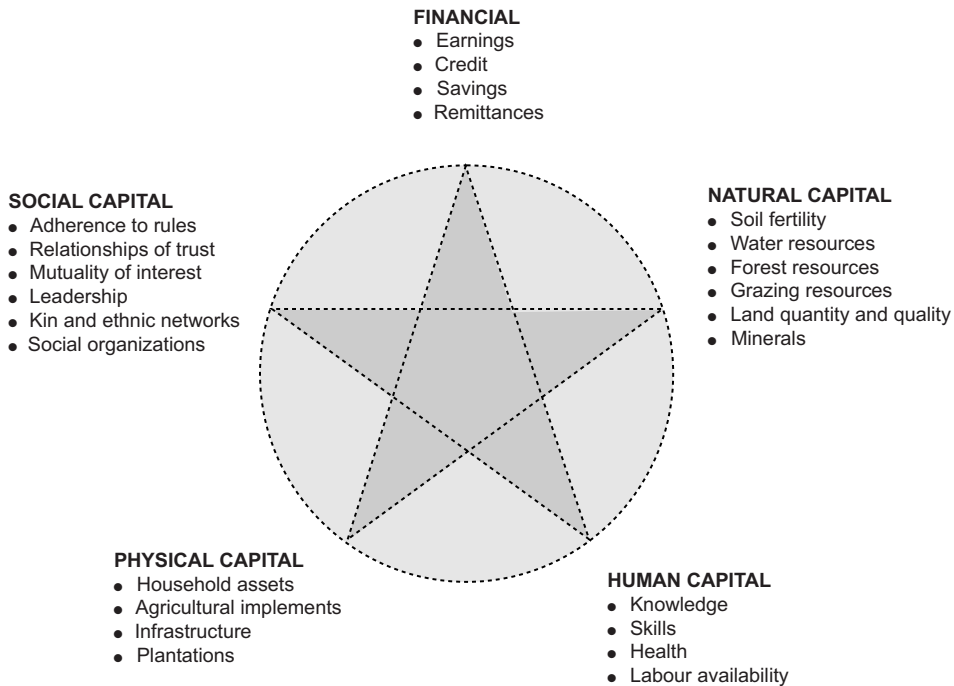 FINANCIAL
● Earnings
● Credit
● Savings
● Remittances
SOCIAL CAPITAL
● Adherence to rules
● Relationships of trust
● Mutuality of interest
● Leadership
● Kin and ethnic networks
● Social organizations
NATURAL CAPITAL
● Soil fertility
● Water resources
● Forest resources
● Grazing resources
● Land quantity and quality
● Minerals
PHYSICAL CAPITAL
● Household assets
● Agricultural implements
● Infrastructure
● Plantations
HUMAN CAPITAL
● Knowledge
● Skills
● Health
● Labour availability